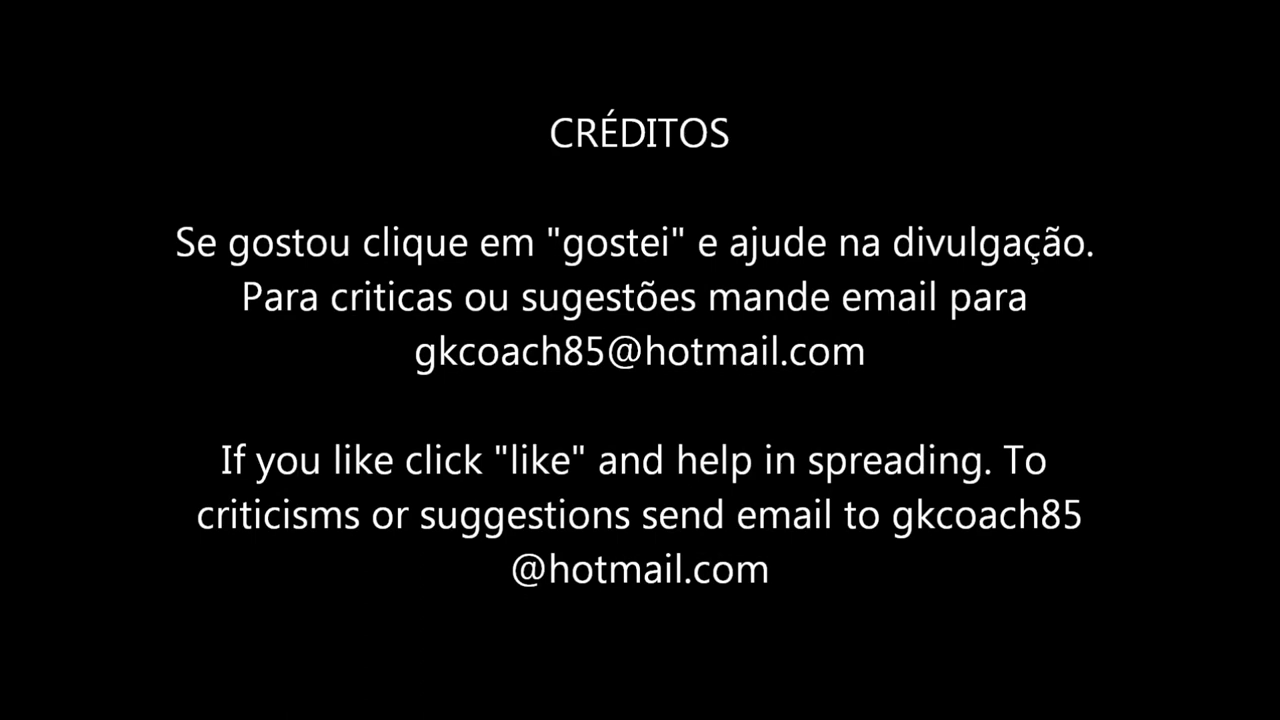 CRÉDITOS
Se gostou clique em "gostei" e ajude na divulgação.
Para criticas ou sugestões mande email para
gkcoach85@hotmail.com
If you like click "like" and help in spreading. To
criticisms or suggestions send email to gkcoach85
@hotmail.com